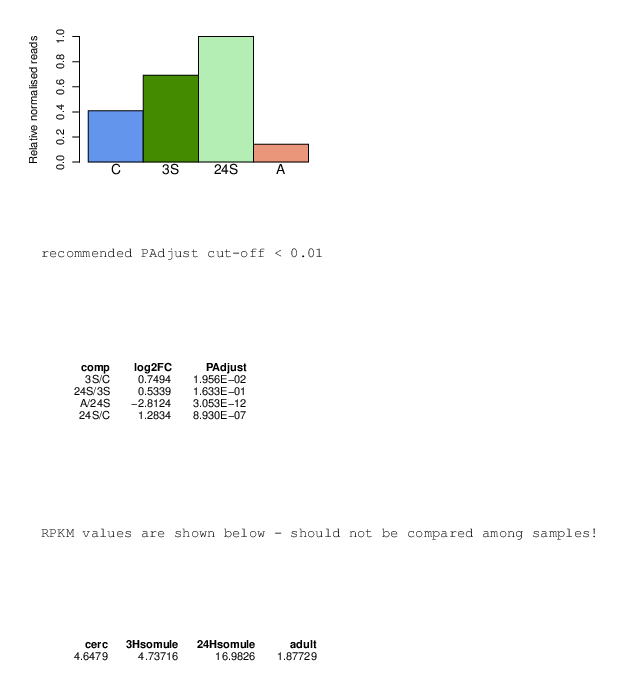 Relative normalised reads
1.0
0.8
0.6
0.4
0.2
0.0
C 3S 24S A
recommended PAdjust cut-off < 0.01
comp log2FC PAdjust
3S/C 0.7494 1.956E−02
24S/3S 0.5339 1.633E−01
A/24S −2.8124 3.053E−12
24S/C 1.2834 8.930E−07
RPKM values are shown below - should not be compared among samples!
cerc 3Hsomule 24Hsomule adult
4.6479 4.73716 16.9826 1.87729